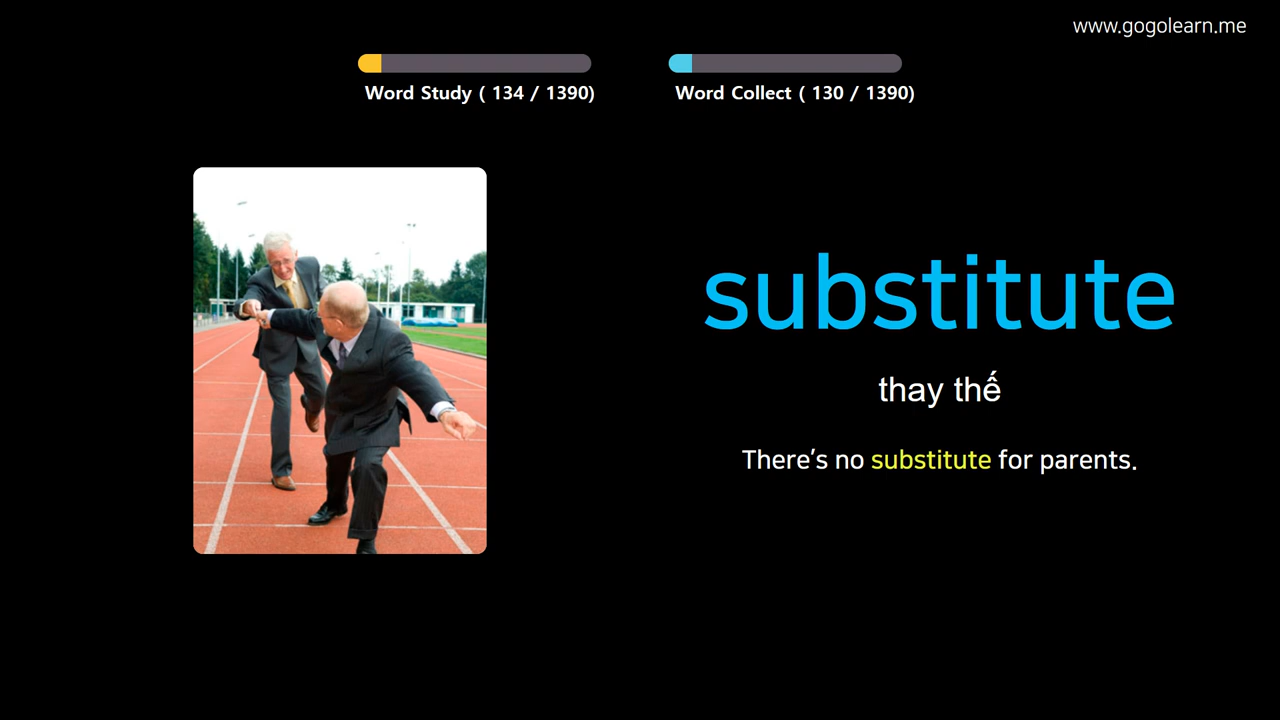 www.gogolearn.me
Word Study ( 134 / 1390)
Word Collect ( 130 / 1390)
substitute
thay thế
There's no substitute for parents.